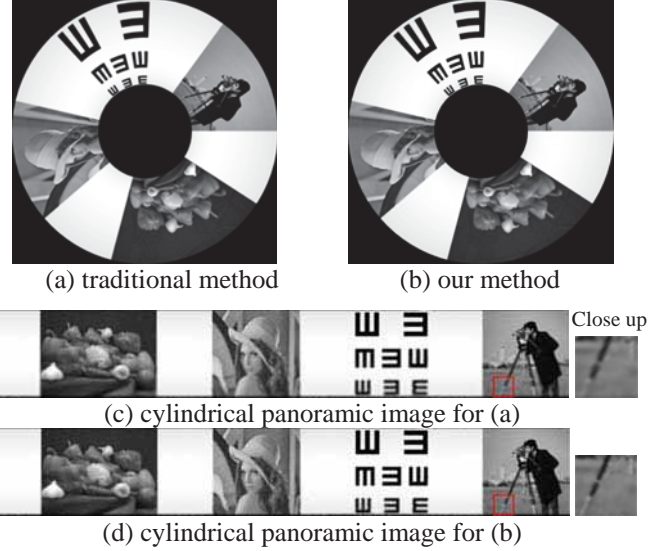 (a) traditional method
(b) our method
Close up
(c) cylindrical panoramic image for (a)
(d) cylindrical panoramic image for (b)